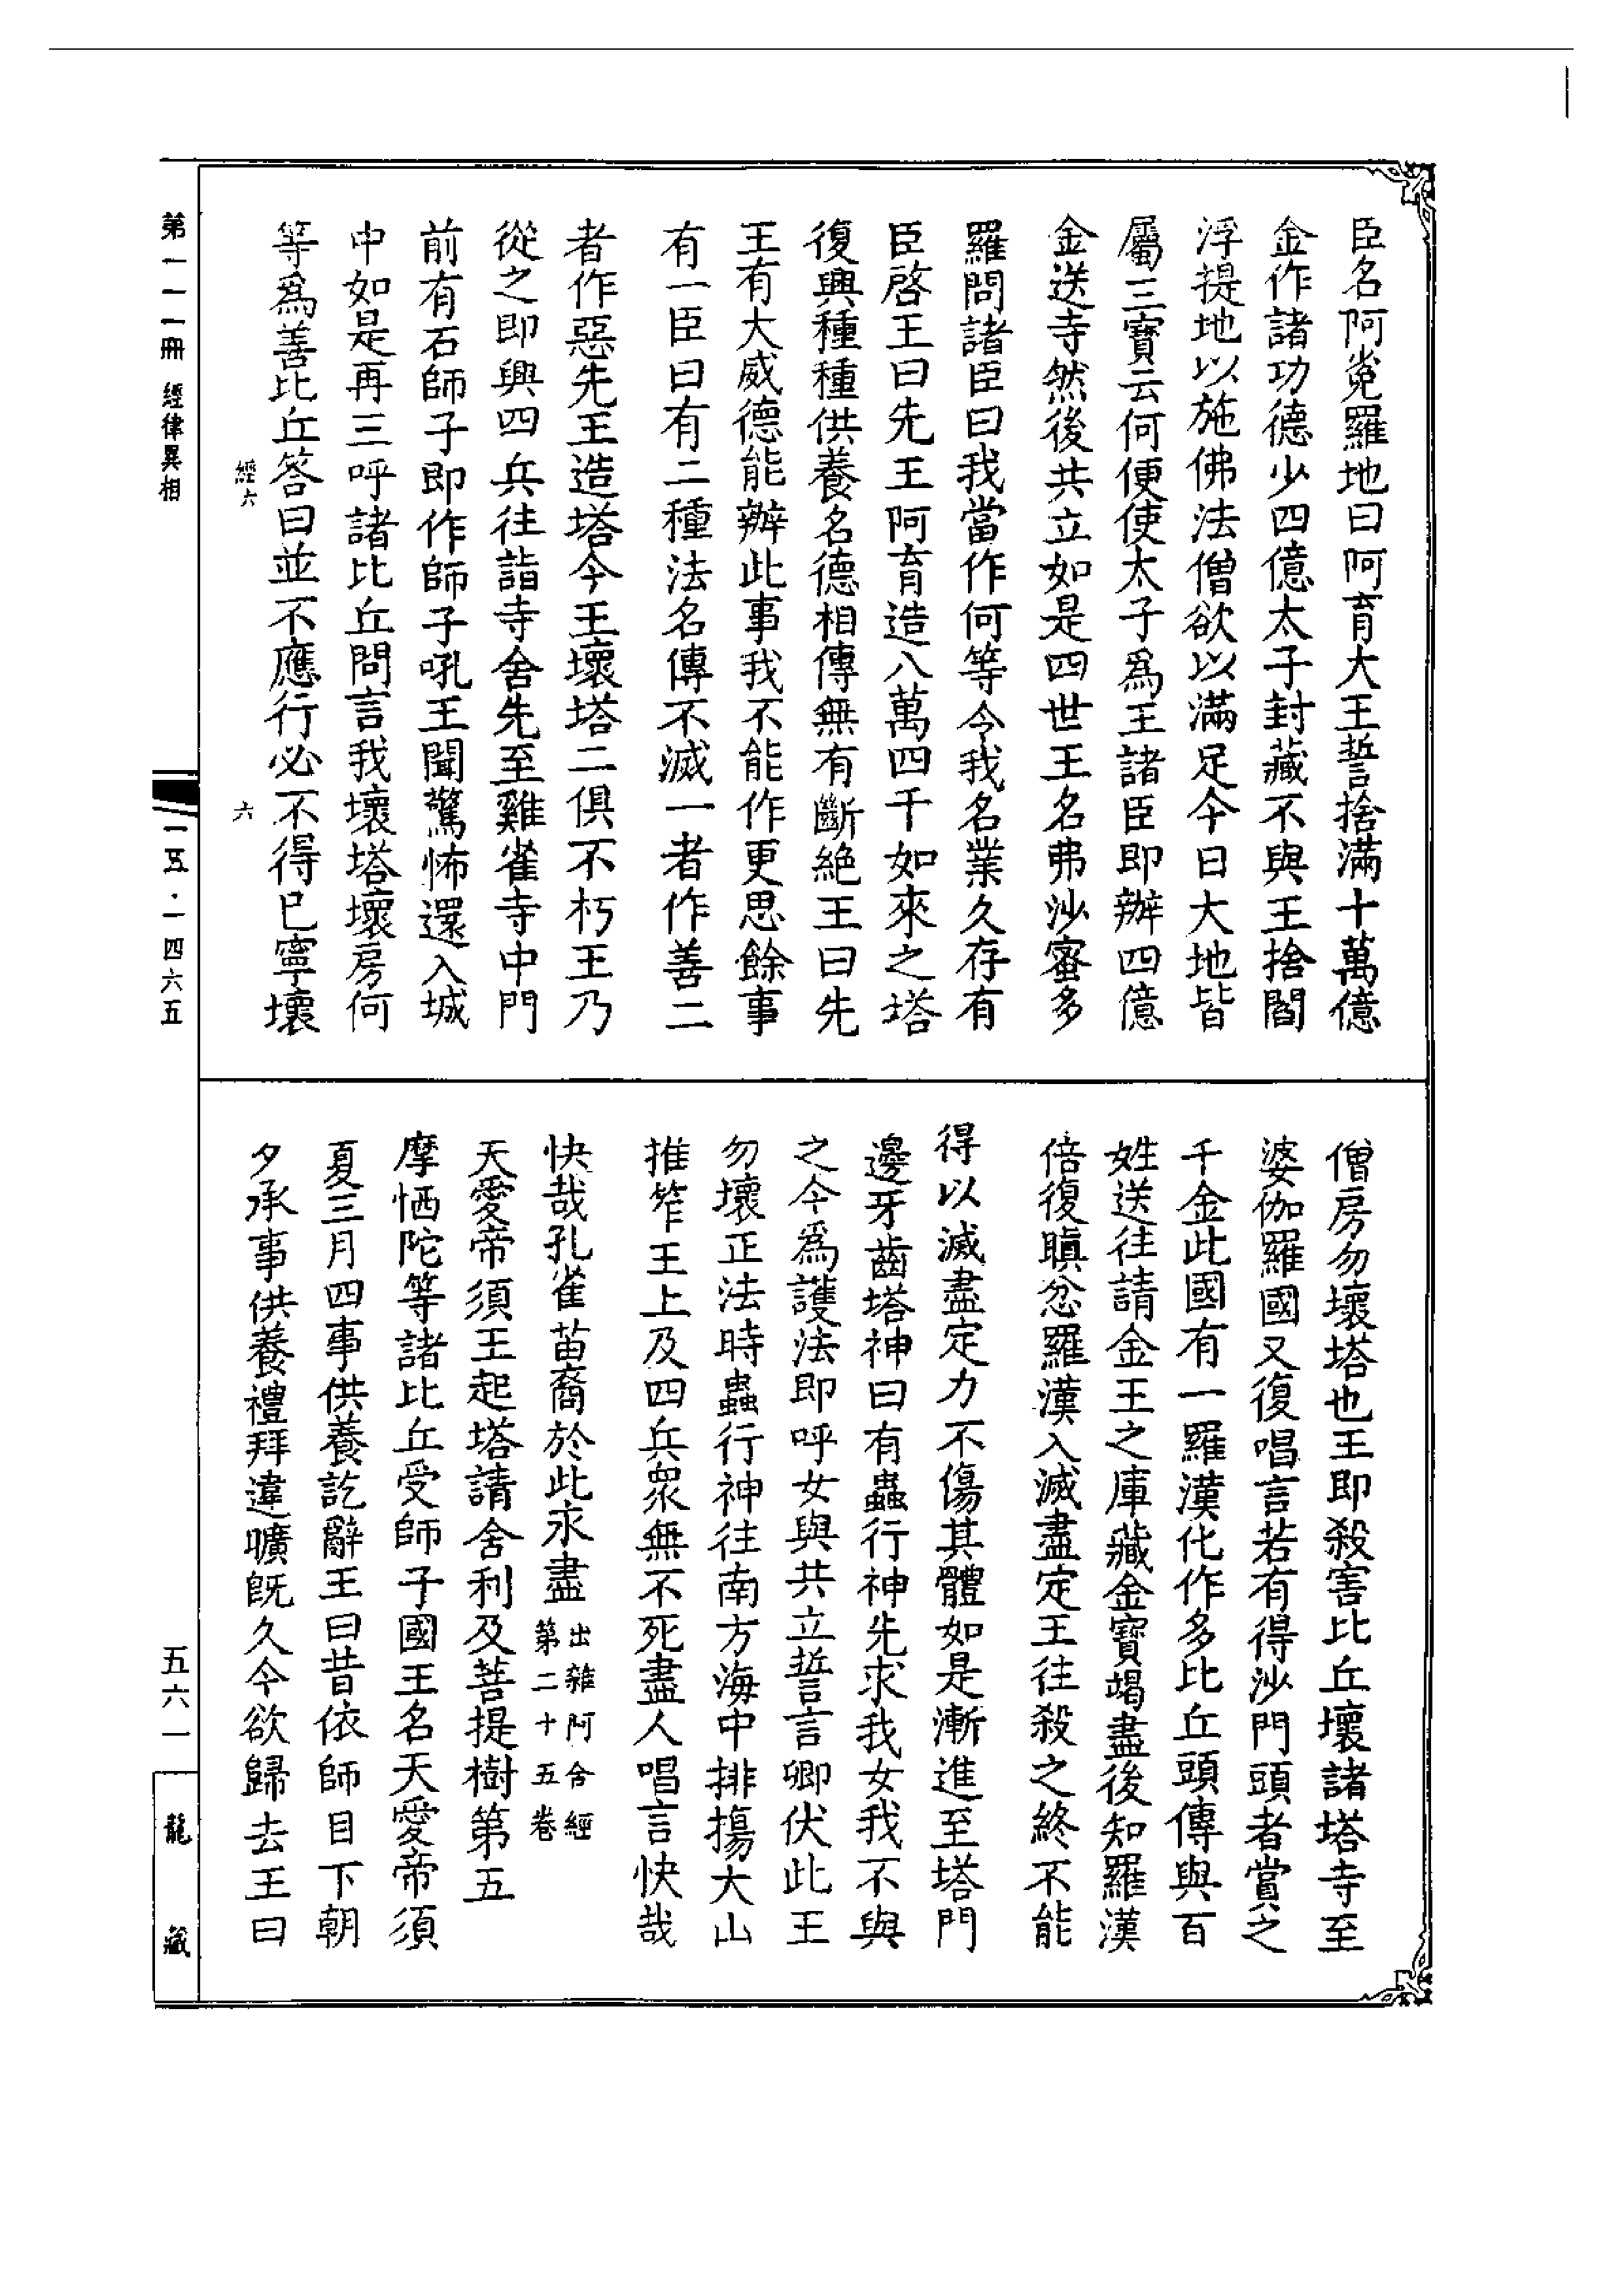 臣名阿㝹羅地曰阿育大王誓捨滿十萬億
金作諸功德少四億太子封藏不與王捨閻
浮提地以施佛法僧欲以滿足今日大地皆
屬三寶云何便使太子爲王諸臣即辦四億
金送寺然後共立如是四世王名弗沙蜜多
羅問諸臣曰我當作何等令我名業久存有
臣啓王曰先王阿育造八萬四千如來之塔
復興種種供養名德相傳無有斷絶王曰先
王有大威德能辦此事我不能作更思餘事
有一臣曰有二種法名傳不滅一者作善二
者作惡先王造塔今王壞塔二俱不朽王乃
從之即興四兵往詣寺舍先至雞雀寺中門
前有石師子即作師子吼王聞驚怖還入城
中如是再三呼諸比丘問言我壞塔壞房何
等爲善比丘答曰並不應行必不得已寧壞
僧房勿壞塔也王即殺害比丘壞諸塔寺至
婆伽羅國又復唱言若有得沙門頭者賞之
千金此國有一羅漢化作多比丘頭傳與百
姓送往請金王之庫藏金寶竭盡後知羅漢
倍復瞋忿羅漢入滅盡定王往殺之終不能
得以滅盡定力不傷其體如是漸進至塔門
邊牙齒塔神曰有蟲行神先求我女我不與
之今爲護法即呼女與共立誓言卿伏此王
勿壞正法時蟲行神往南方海中排搗大山
推笮王上及四兵衆無不死盡人唱言快哉
快哉孔雀苗裔於此永盡出雜阿含經第二十五卷
天愛帝須王起塔請舍利及菩提樹第五
摩恓陀等諸比丘受師子國王名天愛帝須
夏三月四事供養訖辭王曰昔依師目下朝
夕承事供養禮拜違曠既久今欲歸去王曰
第一一一冊 經律異相
經六
六
一五·一四六五
五六一
龍藏